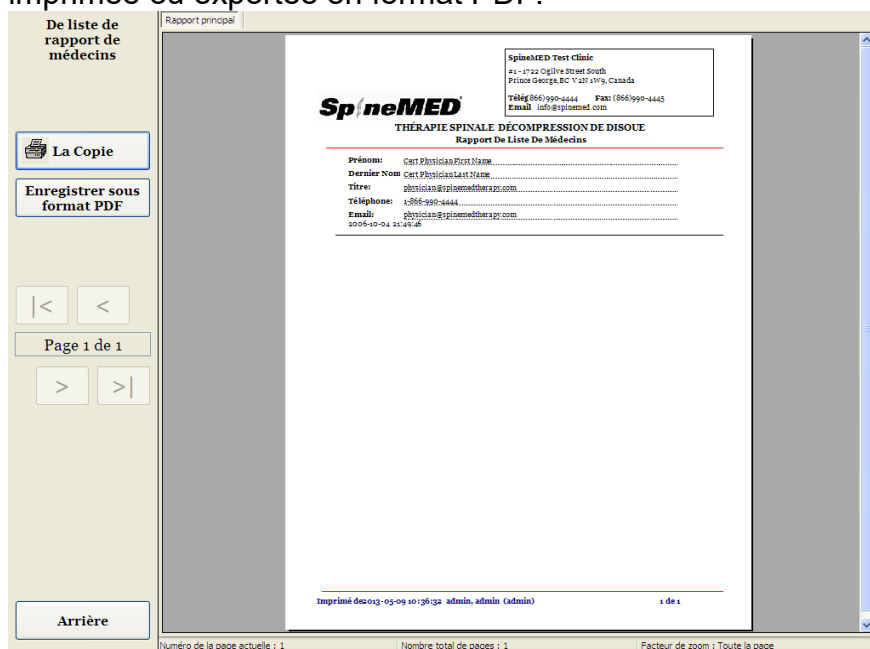 imprimée ou exportée en format PDF.
De liste de
rapport de
médecins
La Copie
Enregistrer sous
format PDF
|<
<
Page 1 de 1
>
>|
Arrière
Rapport principal
SpineMED Test Clinic
#1 - 1722 Ogilve Street South
Prince George, BC V2N 1W9, Canada
Télég(866)990-4444 Fax: (866)990-4445
Email info@spinemed.com
SpineMED
THÉRAPIE SPINALE DÉCOMPRESSION DE DISQUE
Rapport De Liste De Médecins
Prénom: Cert Physician First Name
Dernier Nom Cert Physician Last Name
Titre: physician@spinemedtherapy.com
Téléphone: 1-866-990-4444
Email: physician@spinemedtherapy.com
2006-10-04 21:49:46
Imprimé de2013-05-09 10:36:32 admin, admin (admin) 1 de 1
Numéro de la page actuelle : 1 Nombre total de pages : 1 Facteur de zoom : Toute la page